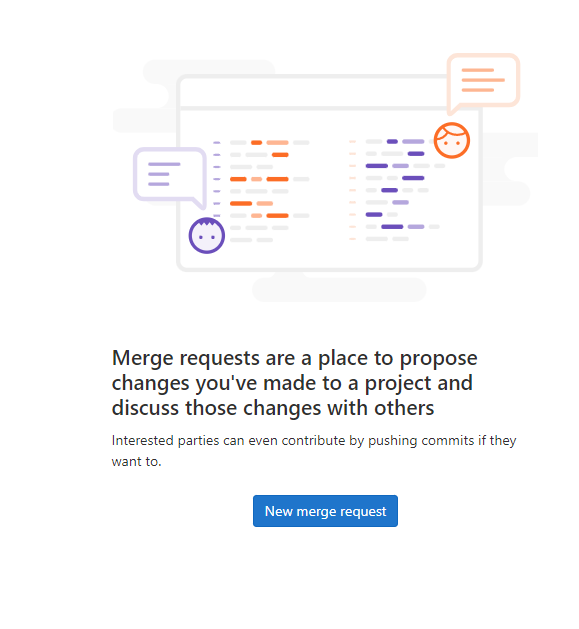 Merge requests are a place to propose
changes you've made to a project and
discuss those changes with others
Interested parties can even contribute by pushing commits if they
want to.
New merge request